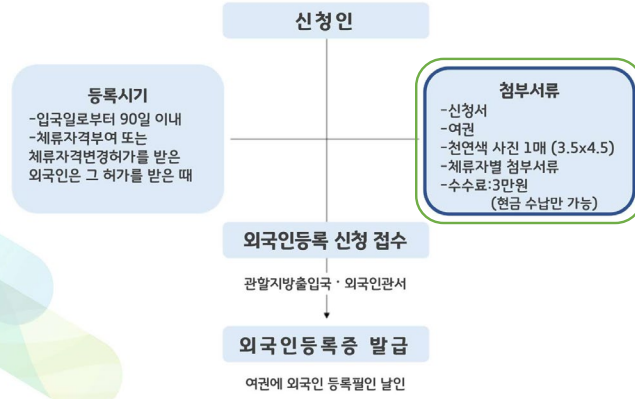 신청인
등록시기
-입국일로부터 90일 이내
-체류자격부여 또는
체류자격변경허가를 받은
외국인은 그 허가를 받은 때
첨부서류
-신청서
-여권
-천연색 사진 1매 (3.5x4.5)
-체류자별 첨부서류
-수수료:3만원
(현금 수납만 가능)
외국인등록 신청 접수
관할지방출입국 · 외국인관서
외국인등록증 발급
여권에 외국인 등록필인 날인